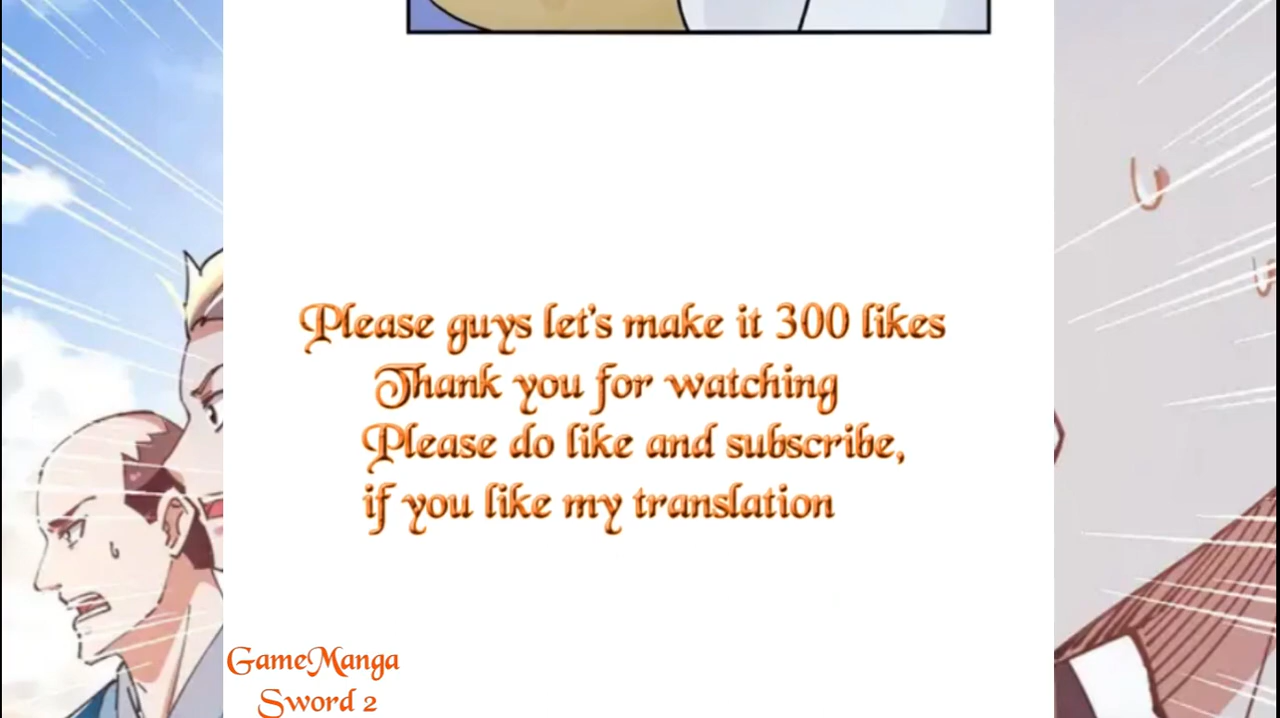 Please guys let's make it 300 likes
Thank you for watching
Please do like and subscribe,
if you like my translation
GameManga
Sword 2